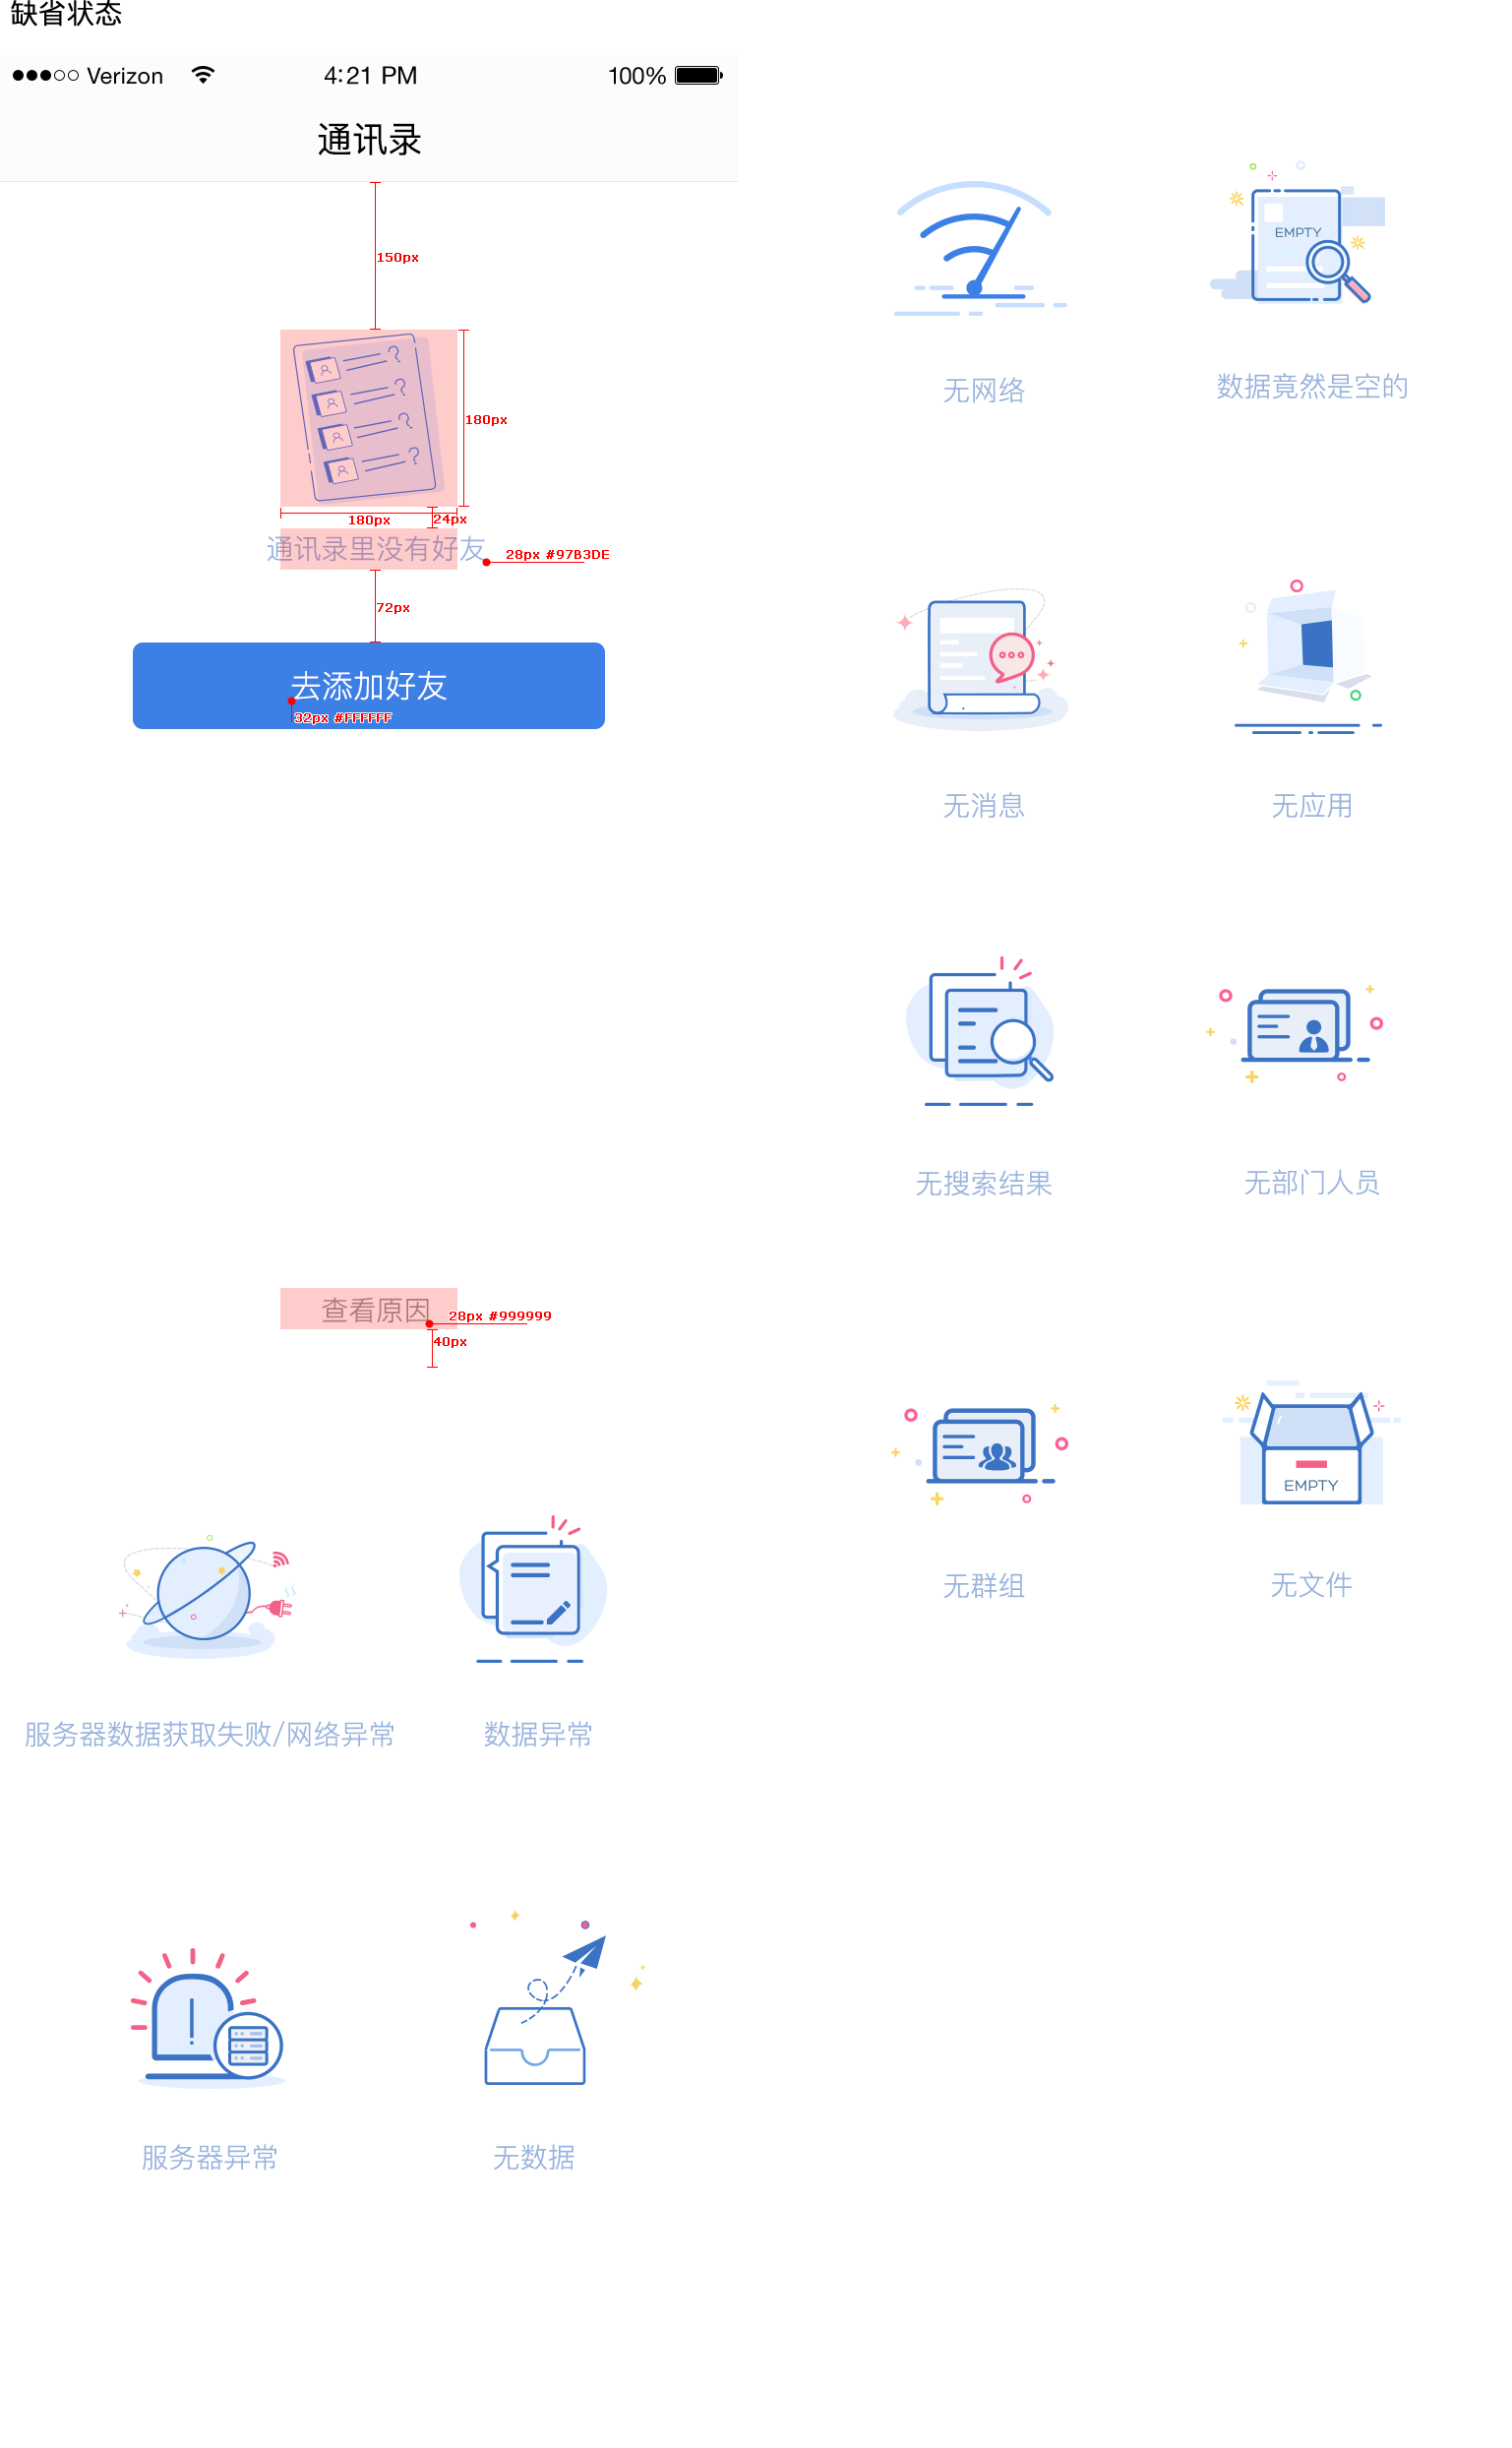 缺省状态
Verizon 4:21 PM 100%
通讯录
150px
180px
180px 24px
通讯录里没有好友
28px #97B3DE
72px
去添加好友
32px #FFFFFF
查看原因
28px #999999
40px
服务器数据获取失败/网络异常
数据异常
服务器异常
无数据
EMPTY
无网络
数据竟然是空的
无消息
无应用
无搜索结果
无部门人员
EMPTY
无群组
无文件